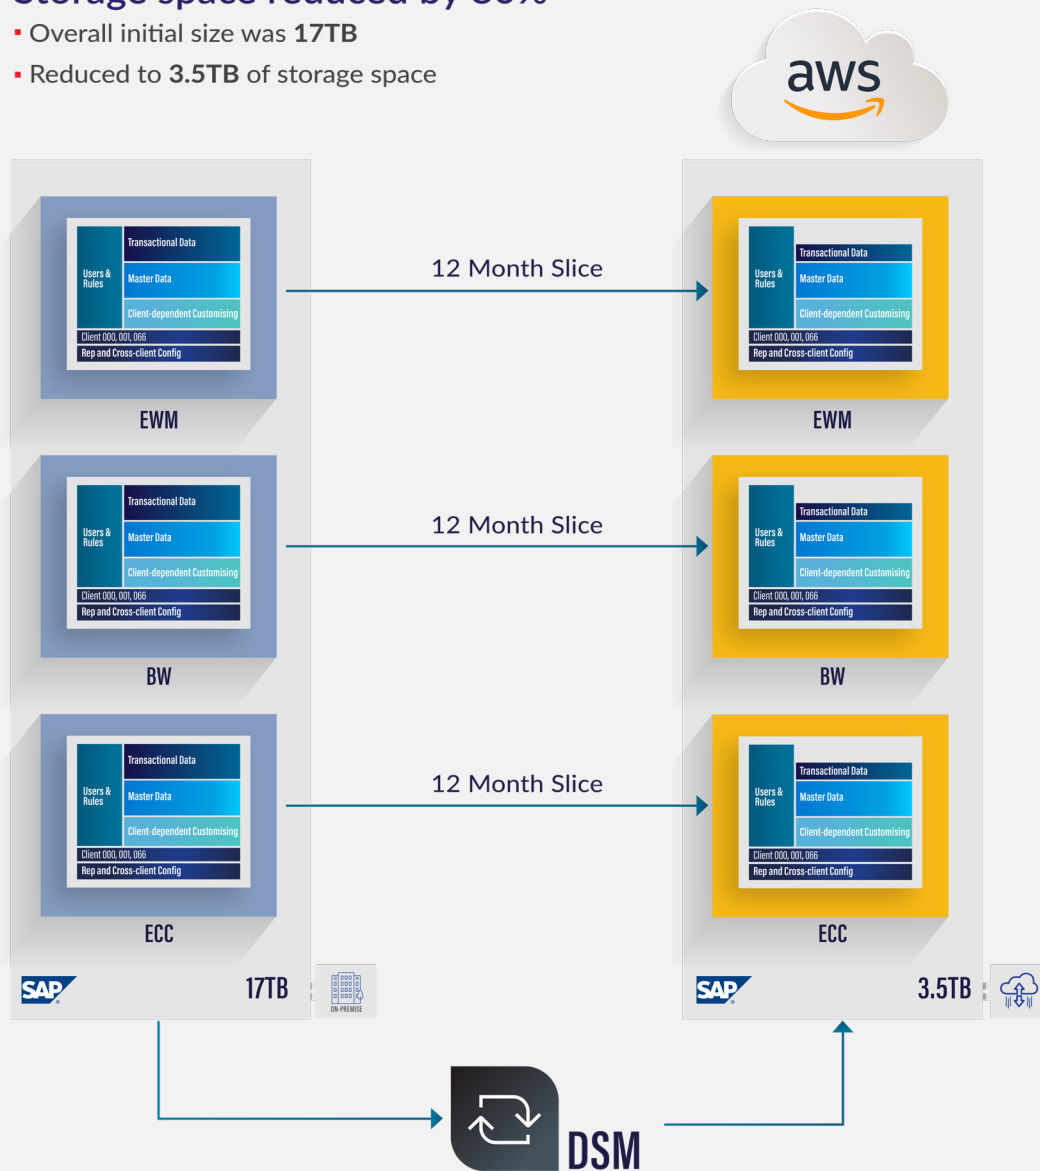 Storage space reduced by
▪ Overall initial size was 17TB
▪ Reduced to 3.5TB of storage space
aws
Users & Rules
Transactional Data
Master Data
Client-dependent Customising
Client 000, 001, 066
Rep and Cross-client Config
EWM
12 Month Slice
Users & Rules
Transactional Data
Master Data
Client-dependent Customising
Client 000, 001, 066
Rep and Cross-client Config
EWM
Users & Rules
Transactional Data
Master Data
Client-dependent Customising
Client 000, 001, 066
Rep and Cross-client Config
BW
12 Month Slice
Users & Rules
Transactional Data
Master Data
Client-dependent Customising
Client 000, 001, 066
Rep and Cross-client Config
BW
Users & Rules
Transactional Data
Master Data
Client-dependent Customising
Client 000, 001, 066
Rep and Cross-client Config
ECC
12 Month Slice
Users & Rules
Transactional Data
Master Data
Client-dependent Customising
Client 000, 001, 066
Rep and Cross-client Config
ECC
SAP
17TB
ON-PREMISE
SAP
3.5TB
DSM